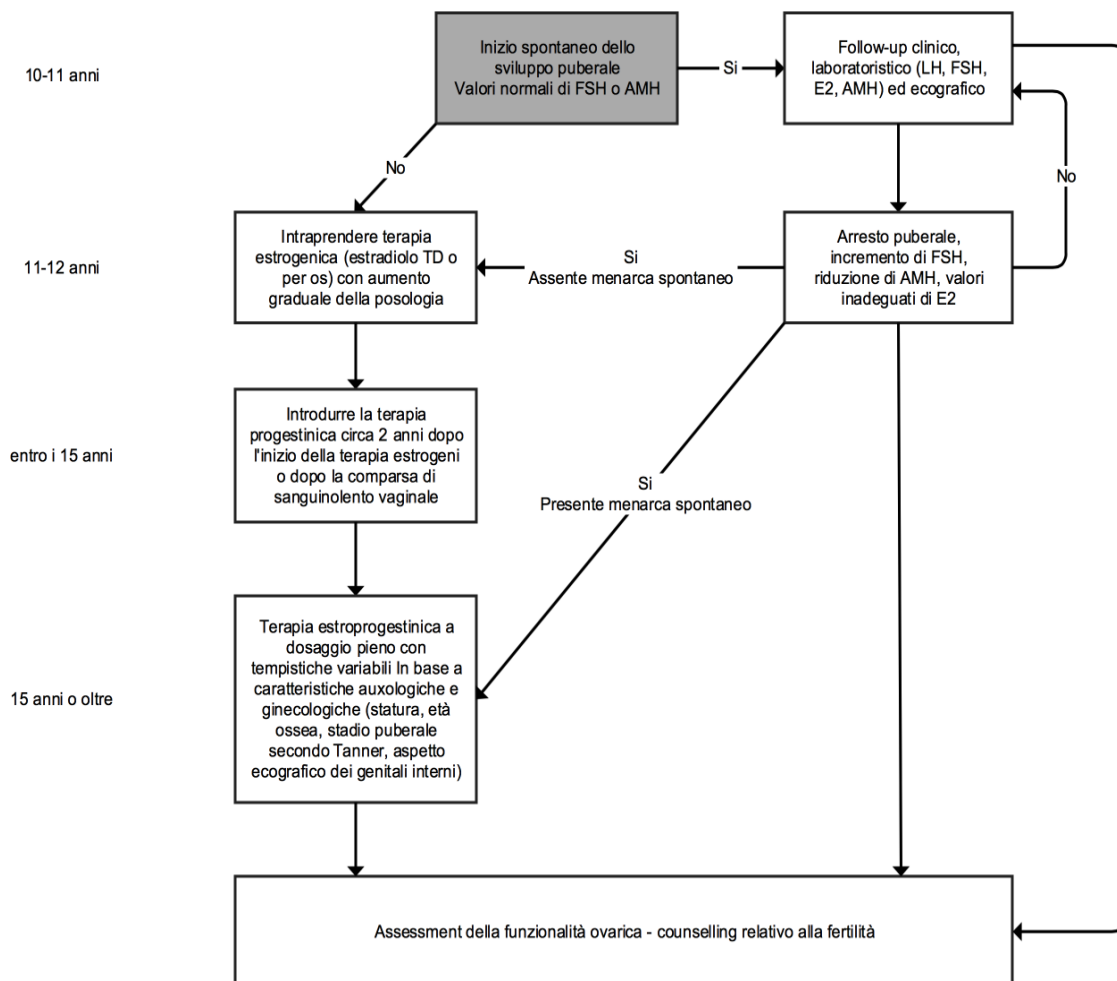 10-11 anni
Inizio spontaneo dello
sviluppo puberale
Valori normali di FSH o AMH
Si
Follow-up clinico,
laboratoristico (LH, FSH,
E2, AMH) ed ecografico
No
No
11-12 anni
Intraprendere terapia
estrogenica (estradiolo TD o
per os) con aumento
graduale della posologia
Si
Assente menarca spontaneo
Arresto puberale,
incremento di FSH,
riduzione di AMH, valori
inadeguati di E2
entro i 15 anni
Introdurre la terapia
progestinica circa 2 anni dopo
l'inizio della terapia estrogeni
o dopo la comparsa di
sanguinolento vaginale
Si
Presente menarca spontaneo
15 anni o oltre
Terapia estroprogestinica a
dosaggio pieno con
tempistiche variabili In base a
caratteristiche auxologiche e
ginecologiche (statura, età
ossea, stadio puberale
secondo Tanner, aspetto
ecografico dei genitali interni)
Assessment della funzionalità ovarica - counselling relativo alla fertilità